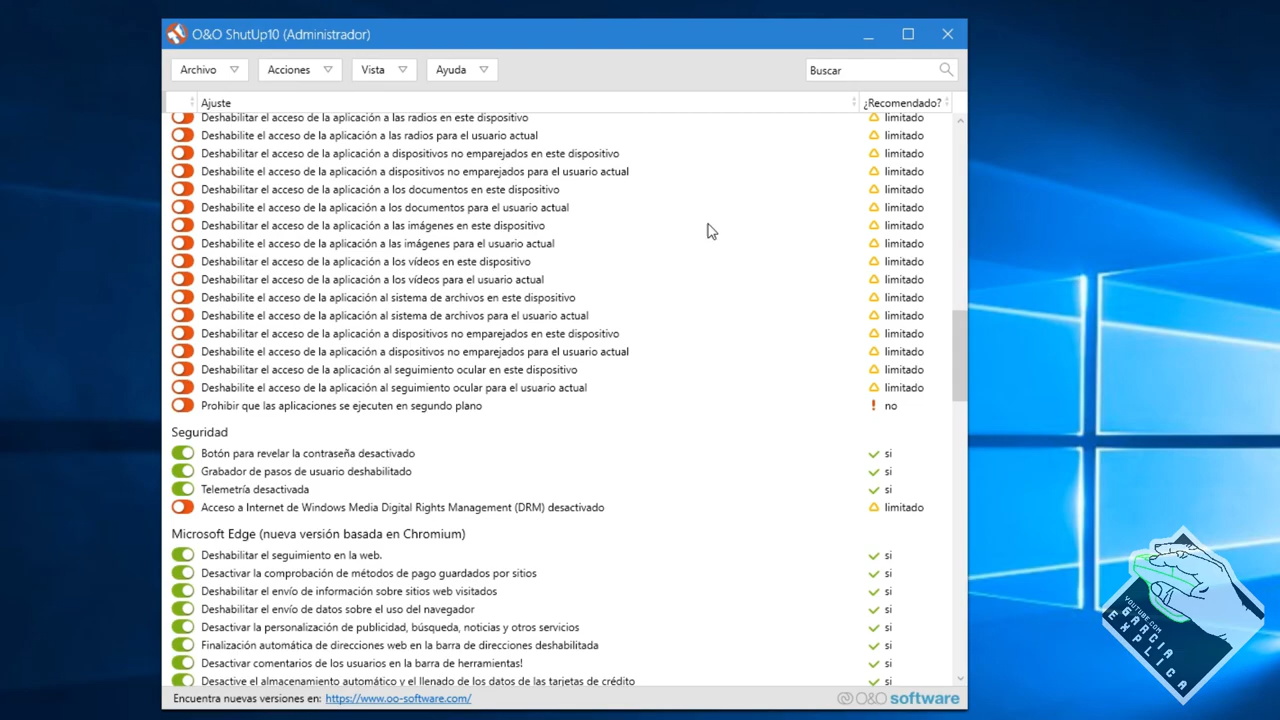 O&O ShutUp10 (Administrador)
Archivo
Acciones
Vista
Ayuda
Buscar
Ajuste
¿Recomendado?
Deshabilitar el acceso de la aplicación a las radios en este dispositivo limitado
Deshabilite el acceso de la aplicación a las radios para el usuario actual limitado
Deshabilitar el acceso de la aplicación a dispositivos no emparejados en este dispositivo limitado
Deshabilite el acceso de la aplicación a dispositivos no emparejados para el usuario actual limitado
Deshabilitar el acceso de la aplicación a los documentos en este dispositivo limitado
Deshabilite el acceso de la aplicación a los documentos para el usuario actual limitado
Deshabilitar el acceso de la aplicación a las imágenes en este dispositivo limitado
Deshabilitar el acceso de la aplicación a las imágenes para el usuario actual limitado
Deshabilitar el acceso de la aplicación a los vídeos en este dispositivo limitado
Deshabilitar el acceso de la aplicación a los vídeos para el usuario actual limitado
Deshabilite el acceso de la aplicación al sistema de archivos en este dispositivo limitado
Deshabilite el acceso de la aplicación al sistema de archivos para el usuario actual limitado
Deshabilitar el acceso de la aplicación a dispositivos no emparejados en este dispositivo limitado
Deshabilite el acceso de la aplicación a dispositivos no emparejados para el usuario actual limitado
Deshabilite el acceso de la aplicación al seguimiento ocular en este dispositivo limitado
Deshabilite el acceso de la aplicación al seguimiento ocular para el usuario actual limitado
Prohibir que las aplicaciones se ejecuten en segundo plano ! no
Seguridad
Botón para revelar la contraseña desactivado si
Grabador de pasos de usuario deshabilitado si
Telemetría desactivada si
Acceso a Internet de Windows Media Digital Rights Management (DRM) desactivado limitado
Microsoft Edge (nueva versión basada en Chromium)
Deshabilitar el seguimiento en la web. si
Desactivar la comprobación de métodos de pago guardados por sitios si
Deshabilitar el envío de información sobre sitios web visitados si
Deshabilitar el envío de datos sobre el uso del navegador si
Desactivar la personalización de publicidad, búsqueda, noticias y otros servicios si
Finalización automática de direcciones web en la barra de direcciones deshabilitada si
Desactivar comentarios de los usuarios en la barra de herramientas! si
Desactive el almacenamiento automático y el llenado de los datos de las tarjetas de crédito si
Encuentra nuevas versiones en: https://www.oo-software.com/
O&O software
YOUTUBE.COM
GARCIA
EXPLICA